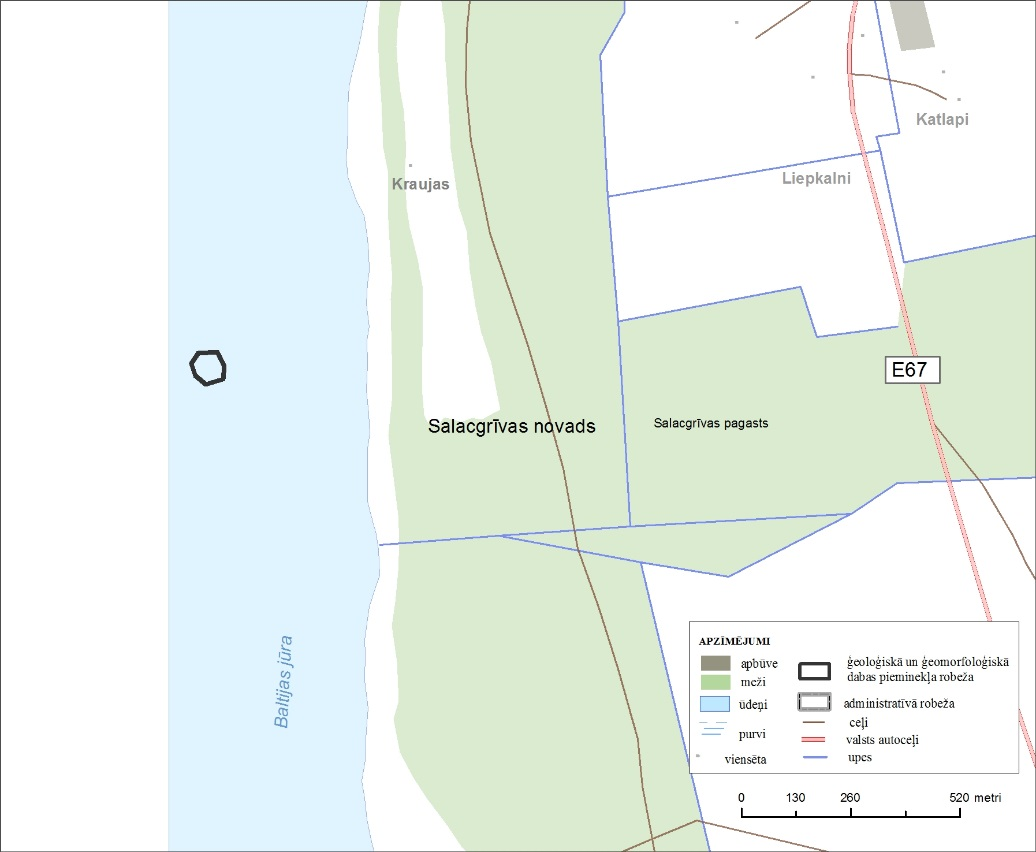 Katlapi
Liepkalni
Kraujas
E67
Salacgrīvas novads
Salacgrīvas pagasts
Baltijas jūra
APZĪMĒJUMI
apbūve
meži
ūdeņi
purvi
viensēta
ģeoloģiskā un ģeomorfoloģiskā
dabas pieminekļa robeža
administratīvā robeža
ceļi
valsts autoceļi
upes
0 130 260 520 metri